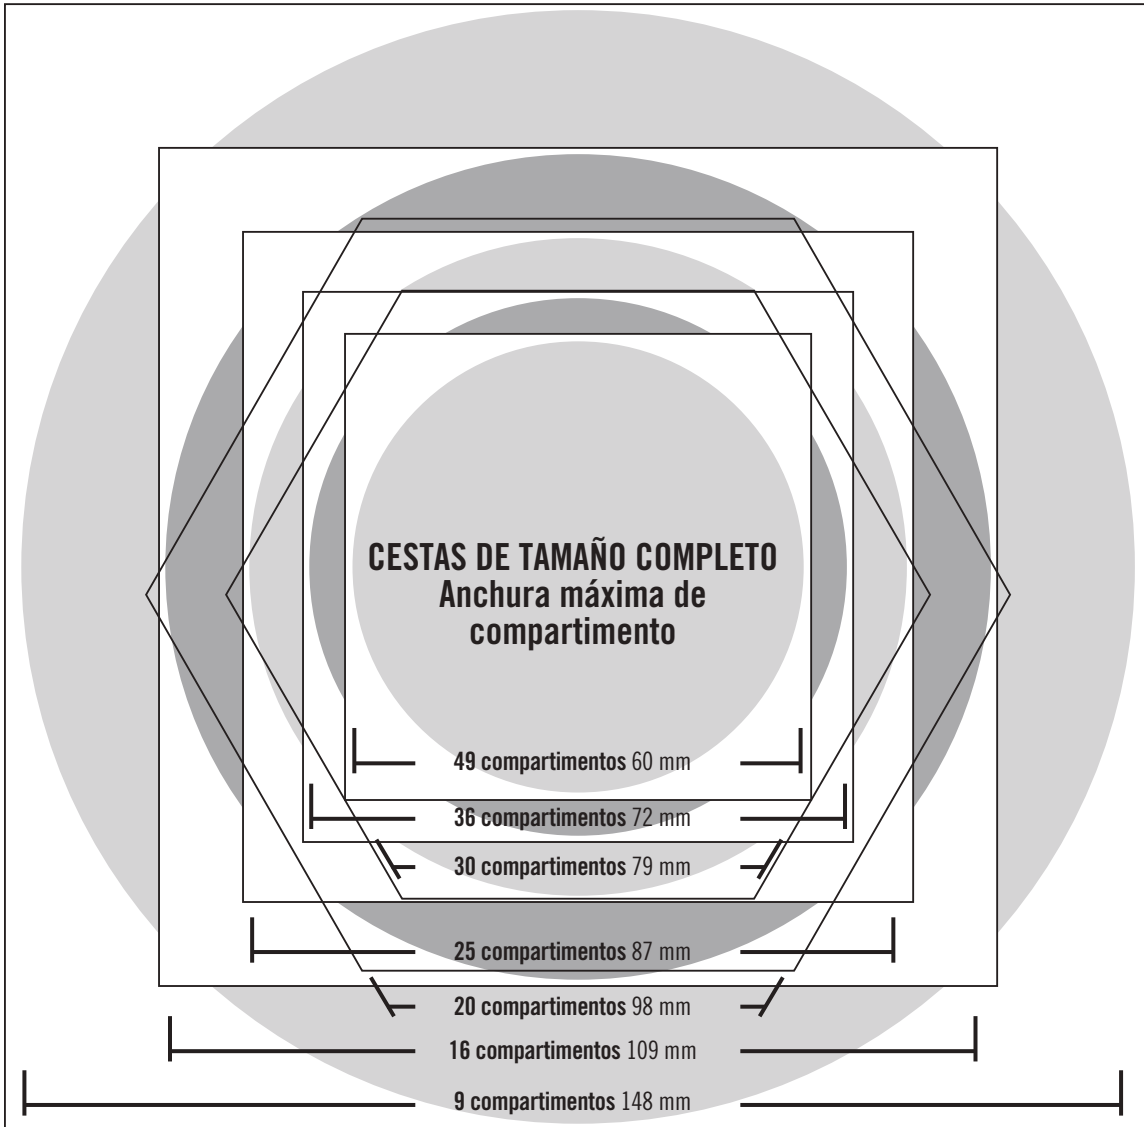 CESTAS DE TAMAÑO COMPLETO
Anchura máxima de
compartimento
49 compartimentos 60 mm
36 compartimentos 72 mm
30 compartimentos 79 mm
25 compartimentos 87 mm
20 compartimentos 98 mm
16 compartimentos 109 mm
9 compartimentos 148 mm